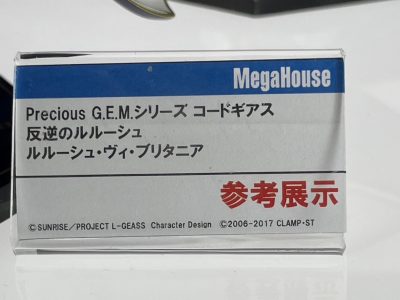 MegaHouse
Precious G.E.M.シリーズ コードギアス
反逆のルルーシュ
ルルーシュ・ヴィ・ブリタニア
参考展示
©SUNRISE／PROJECT L-GEASS Character Design ©2006-2017 CLAMP・ST